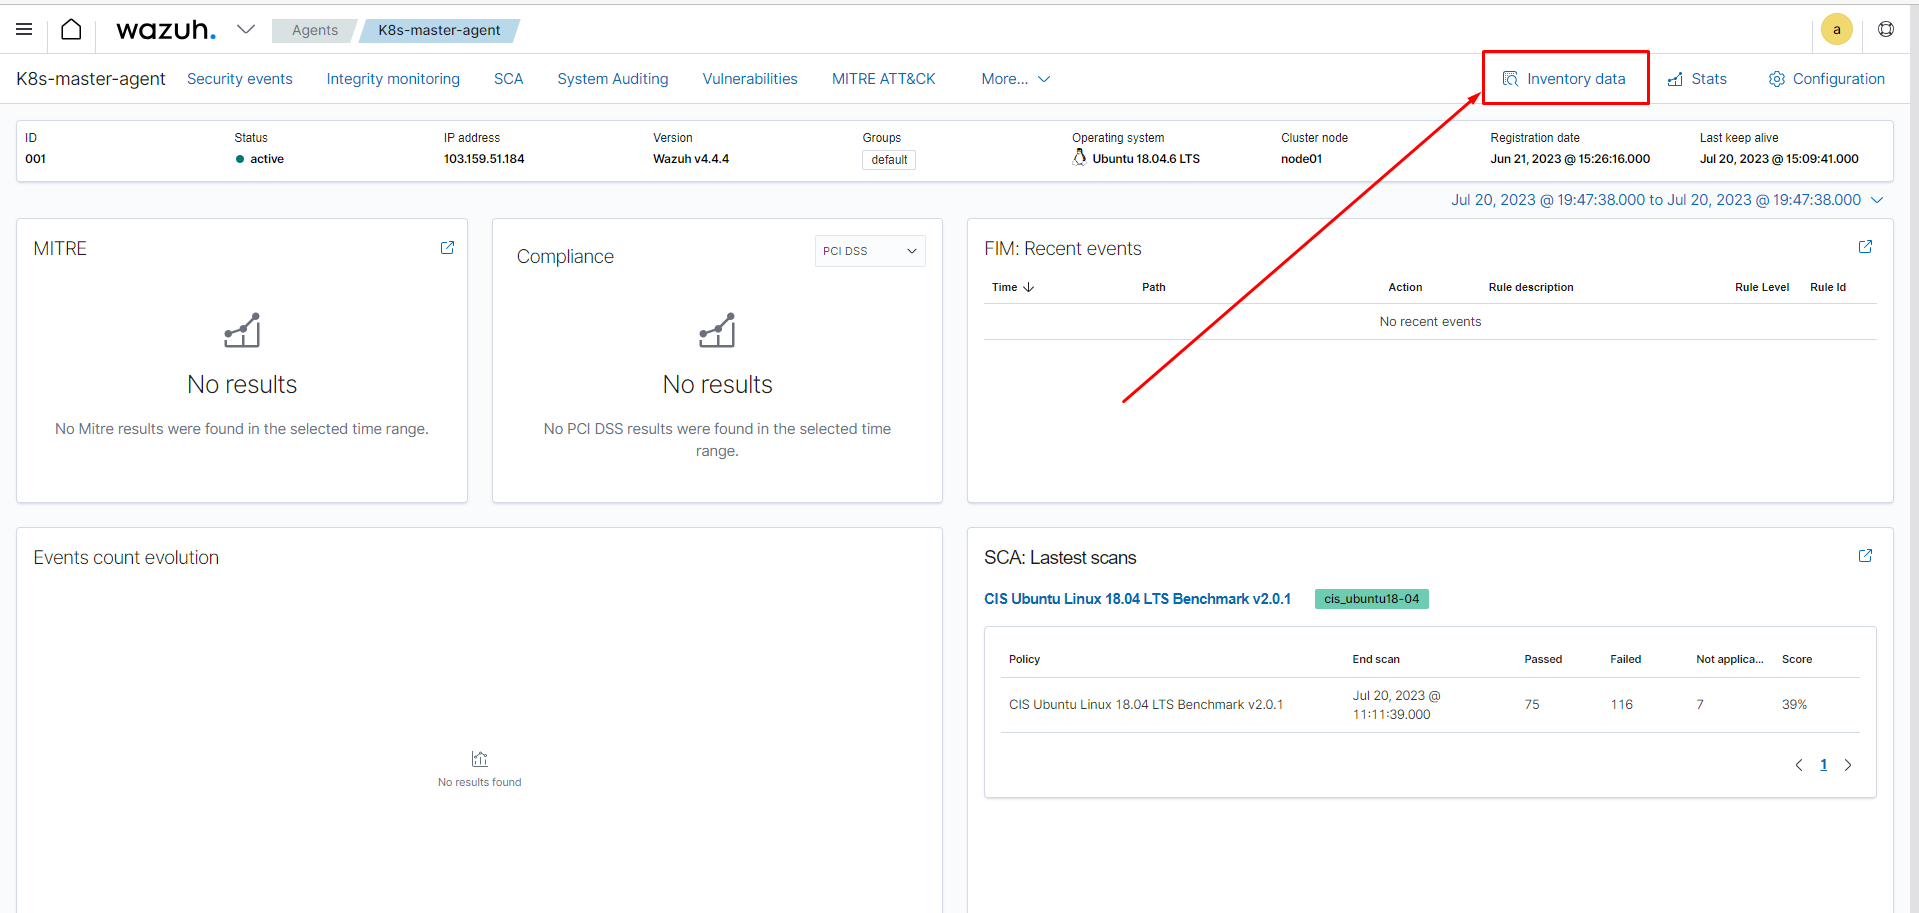 wazuh.
Agents
K8s-master-agent
a
K8s-master-agent
Security events
Integrity monitoring
SCA
System Auditing
Vulnerabilities
MITRE ATT&CK
More...
Inventory data
Stats
Configuration
ID
001
Status
active
IP address
103.159.51.184
Version
Wazuh v4.4.4
Groups
default
Operating system
Ubuntu 18.04.6 LTS
Cluster node
node01
Registration date
Jun 21, 2023 @ 15:26:16.000
Last keep alive
Jul 20, 2023 @ 15:09:41.000
Jul 20, 2023 @ 19:47:38.000 to Jul 20, 2023 @ 19:47:38.000
MITRE
No results
No Mitre results were found in the selected time range.
Compliance
PCI DSS
No results
No PCI DSS results were found in the selected time
range.
FIM: Recent events
Time Path Action Rule description Rule Level Rule Id
No recent events
Events count evolution
No results found
SCA: Lastest scans
CIS Ubuntu Linux 18.04 LTS Benchmark v2.0.1
cis_ubuntu18-04
Policy End scan Passed Failed Not applica... Score
CIS Ubuntu Linux 18.04 LTS Benchmark v2.0.1
Jul 20, 2023 @
11:11:39.000
75
116
7
39%
1